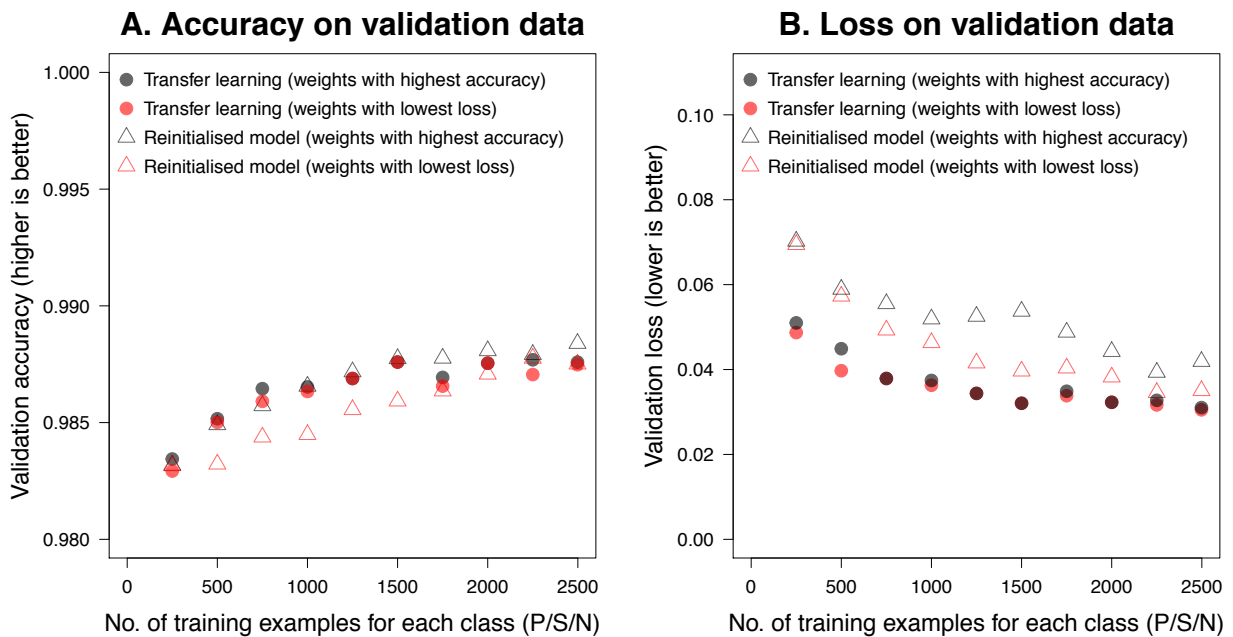 A. Accuracy on validation data
Validation accuracy (higher is better)
1.000
0.995
0.990
0.985
0.980
Transfer learning (weights with highest accuracy)
Transfer learning (weights with lowest loss)
Reinitialised model (weights with highest accuracy)
Reinitialised model (weights with lowest loss)
0 500 1000 1500 2000 2500
No. of training examples for each class (P/S/N)
B. Loss on validation data
Validation loss (lower is better)
0.10
0.08
0.06
0.04
0.02
0.00
Transfer learning (weights with highest accuracy)
Transfer learning (weights with lowest loss)
Reinitialised model (weights with highest accuracy)
Reinitialised model (weights with lowest loss)
0 500 1000 1500 2000 2500
No. of training examples for each class (P/S/N)